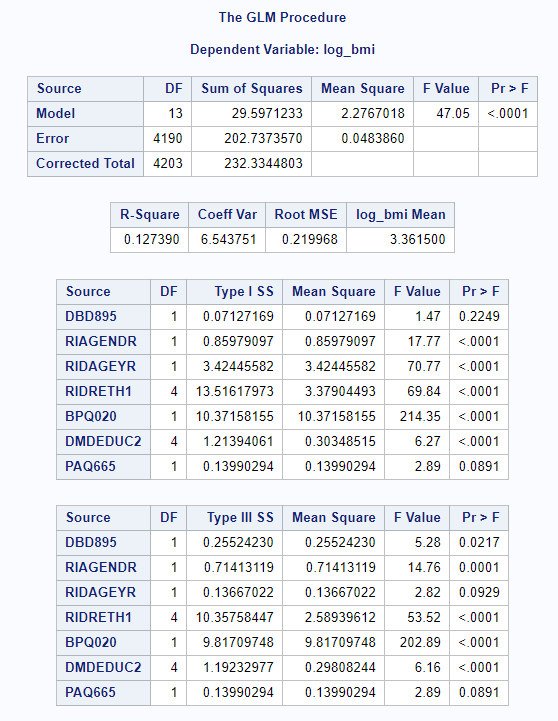 The GLM Procedure
Dependent Variable: log_bmi
Source DF Sum of Squares Mean Square F Value Pr > F
Model 13 29.5971233 2.2767018 47.05 <.0001
Error 4190 202.7373570 0.0483860
Corrected Total 4203 232.3344803
R-Square Coeff Var Root MSE log_bmi Mean
0.127390 6.543751 0.219968 3.361500
Source DF Type I SS Mean Square F Value Pr > F
DBD895 1 0.07127169 0.07127169 1.47 0.2249
RIAGENDR 1 0.85979097 0.85979097 17.77 <.0001
RIDAGEYR 1 3.42445582 3.42445582 70.77 <.0001
RIDRETH1 4 13.51617973 3.37904493 69.84 <.0001
BPQ020 1 10.37158155 10.37158155 214.35 <.0001
DMDEDUC2 4 1.21394061 0.30348515 6.27 <.0001
PAQ665 1 0.13990294 0.13990294 2.89 0.0891
Source DF Type III SS Mean Square F Value Pr > F
DBD895 1 0.25524230 0.25524230 5.28 0.0217
RIAGENDR 1 0.71413119 0.71413119 14.76 0.0001
RIDAGEYR 1 0.13667022 0.13667022 2.82 0.0929
RIDRETH1 4 10.35758447 2.58939612 53.52 <.0001
BPQ020 1 9.81709748 9.81709748 202.89 <.0001
DMDEDUC2 4 1.19232977 0.29808244 6.16 <.0001
PAQ665 1 0.13990294 0.13990294 2.89 0.0891